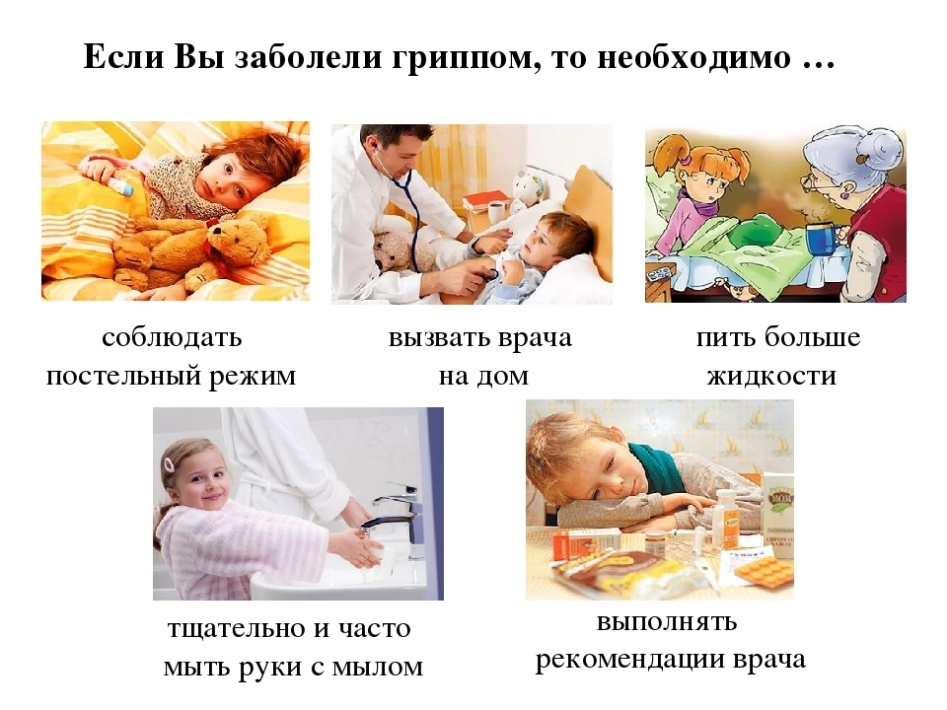 Если Вы заболели гриппом, то необходимо …
соблюдать
постельный режим
вызвать врача
на дом
пить больше
жидкости
тщательно и часто
мыть руки с мылом
выполнять
рекомендации врача